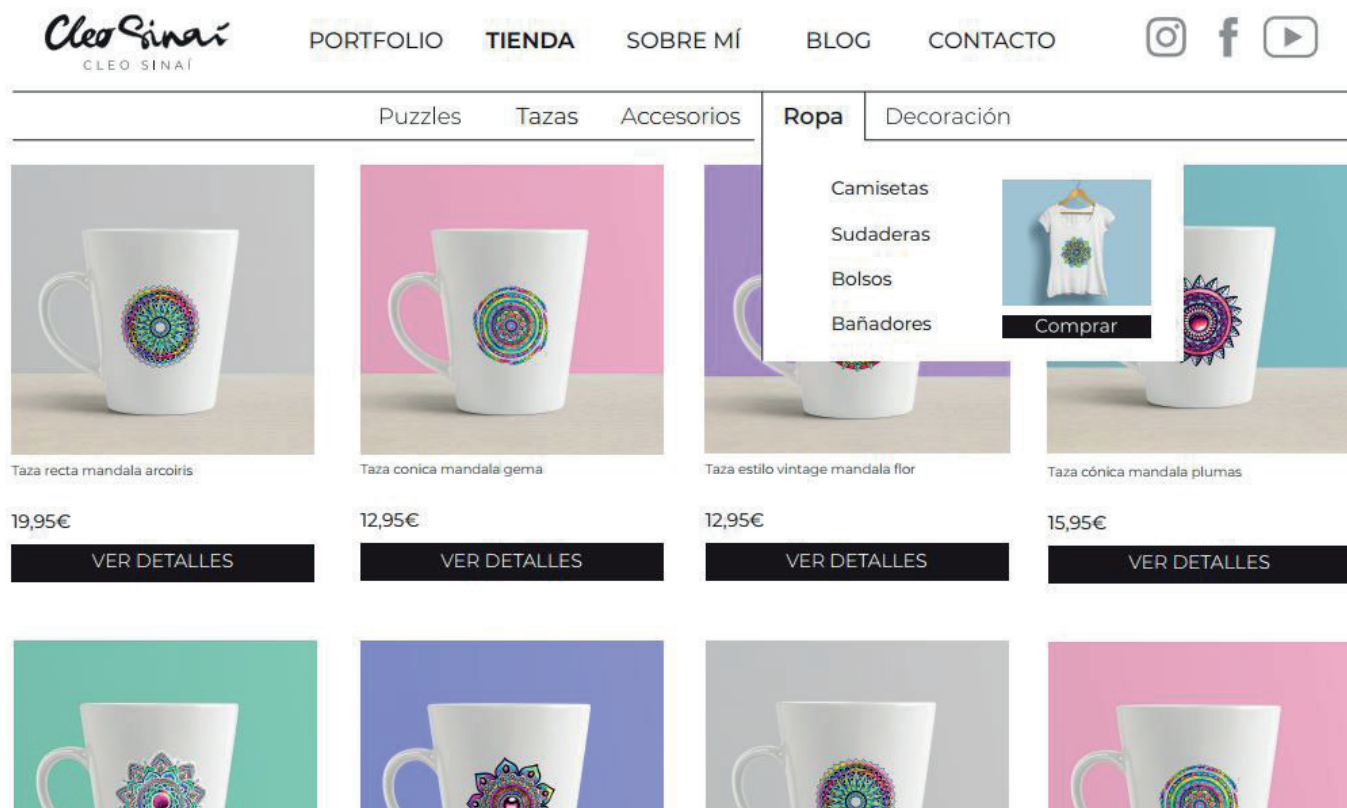 Cleo Sinaí
CLEO SINAÍ
PORTFOLIO TIENDA SOBRE MÍ BLOG CONTACTO
Puzzles Tazas Accesorios Ropa Decoración
Camisetas
Sudaderas
Bolsos
Bañadores
Comprar
Taza recta mandala arcoiris
19,95€
VER DETALLES
Taza conica mandala gema
12,95€
VER DETALLES
Taza estilo vintage mandala flor
12,95€
VER DETALLES
Taza cónica mandala plumas
15,95€
VER DETALLES